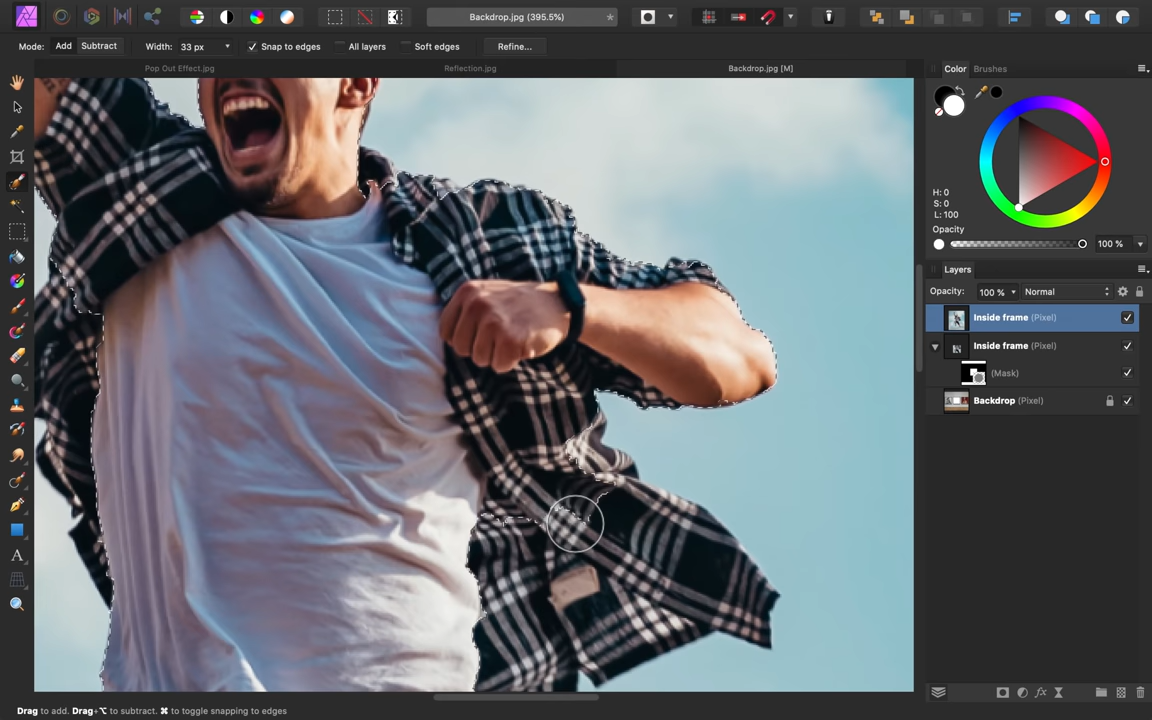 Backdrop.jpg (395.5%)
Mode: Add Subtract Width: 33 px Snap to edges All layers Soft edges Refine...
Pop Out Effect.jpg Reflection.jpg Backdrop.jpg [M]
Color Brushes
H: 0
S: 0
L: 100
Opacity
100 %
Layers
Opacity: 100 % Normal
Inside frame (Pixel)
Inside frame (Pixel)
(Mask)
Backdrop (Pixel)
A
Drag to add. Drag+⌥ to subtract. ⌘ to toggle snapping to edges